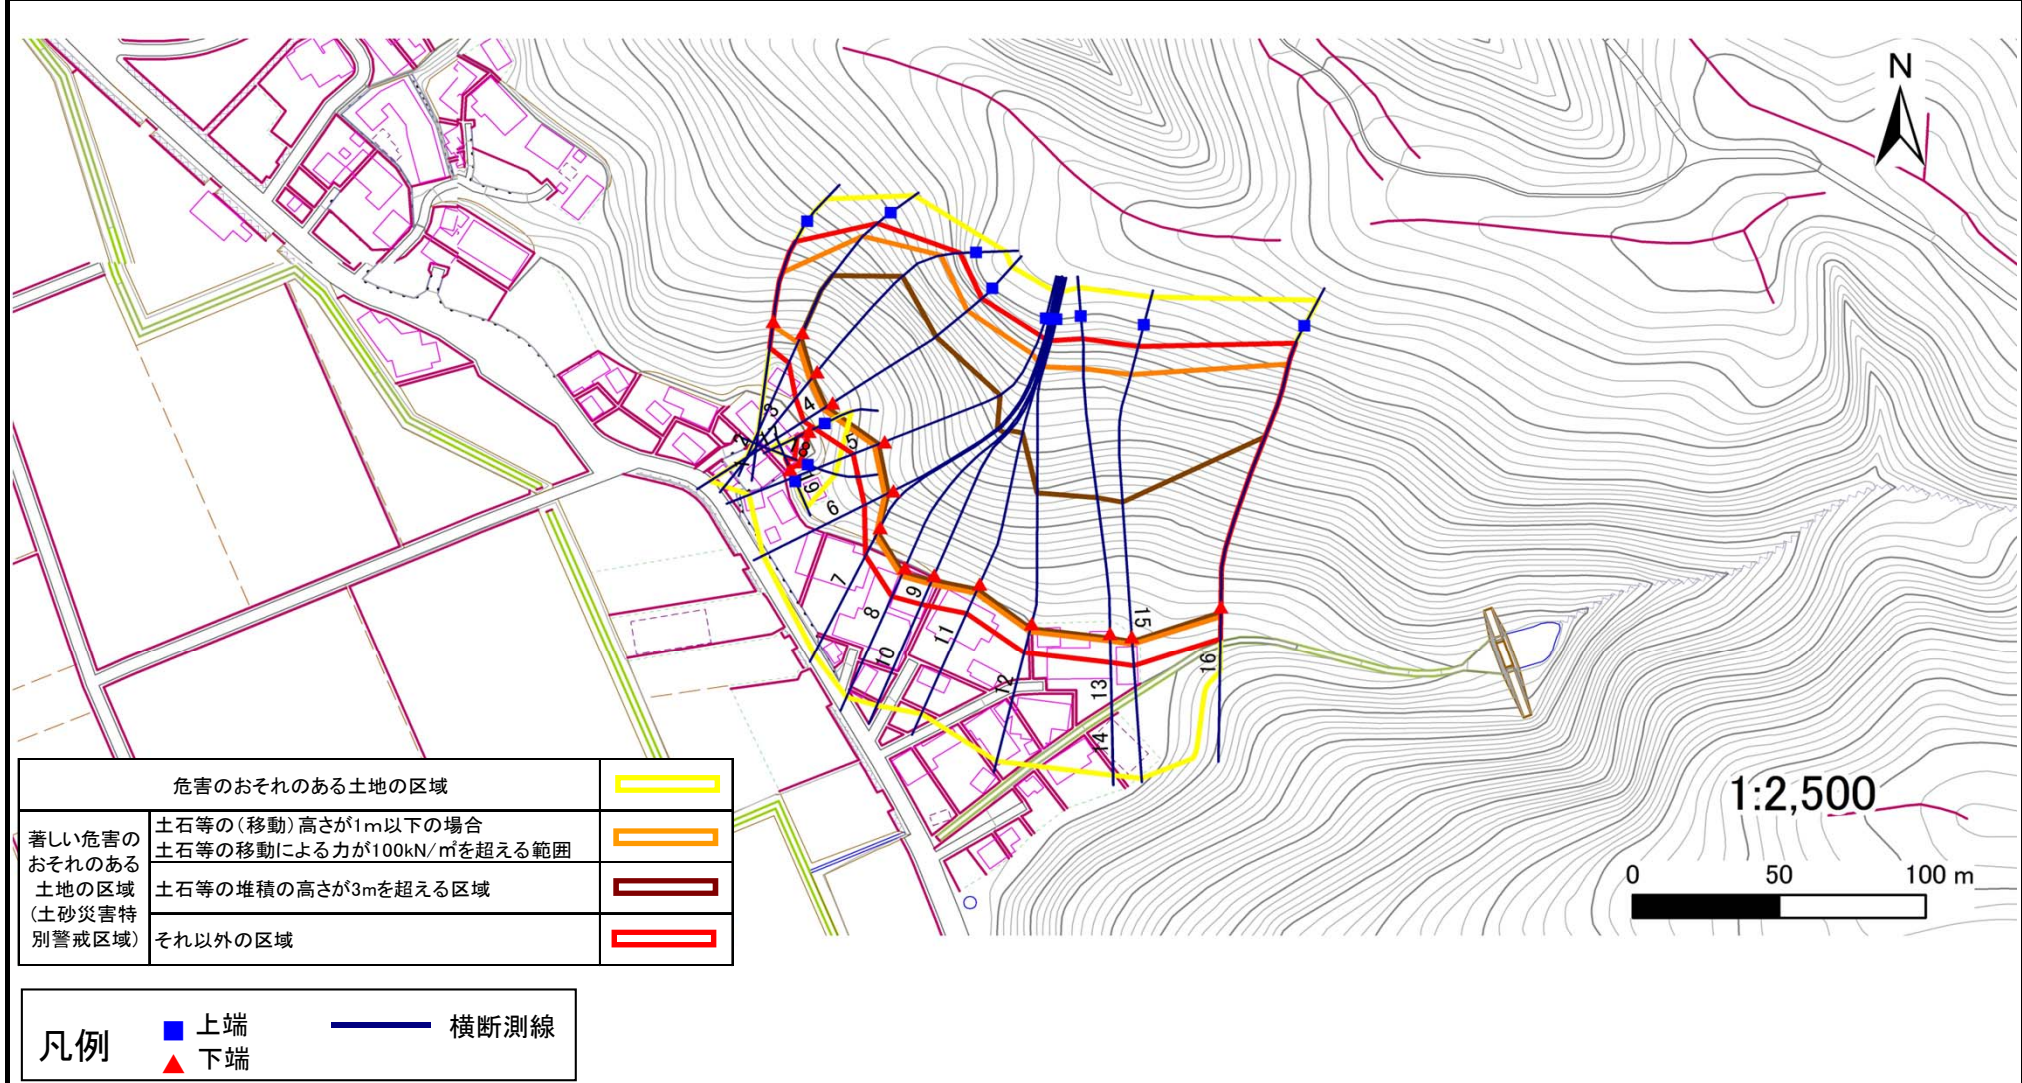 N
3
4
2
17
1
18
5
19
6
7
8
9
10
11
12
13
14
15
16
1:2,500
0 50 100 m
危害のおそれのある土地の区域
著しい危害の
おそれのある
土地の区域
(土砂災害特
別警戒区域)
土石等の(移動)高さが1m以下の場合
土石等の移動による力が100kN/㎡を超える範囲
土石等の堆積の高さが3mを超える区域
それ以外の区域
凡例
上端
下端
横断測線